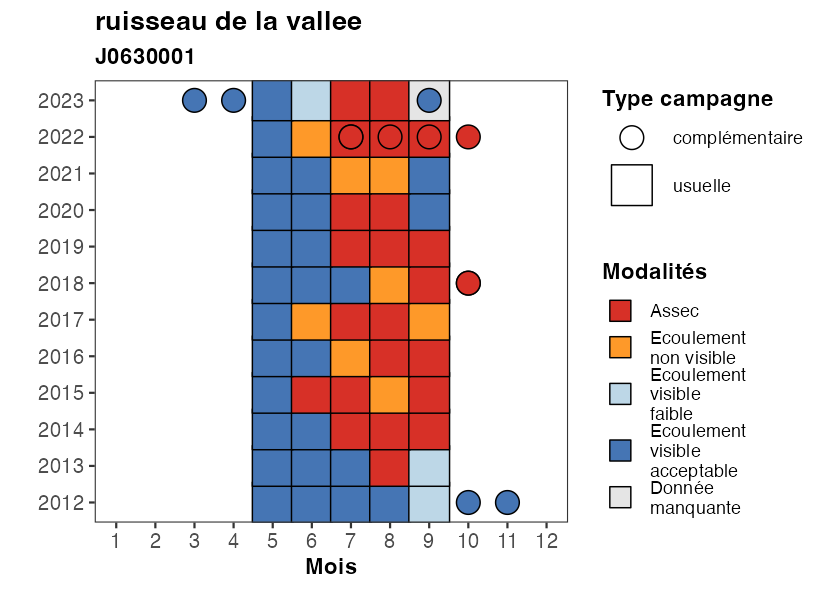 ruisseau de la vallee
J0630001
2023
2022
2021
2020
2019
2018
2017
2016
2015
2014
2013
2012
1 2 3 4 5 6 7 8 9 10 11 12
Mois
Type campagne
complémentaire
usuelle
Modalités
Assec
Ecoulement
non visible
Ecoulement
visible
faible
Ecoulement
visible
acceptable
Donnée
manquante